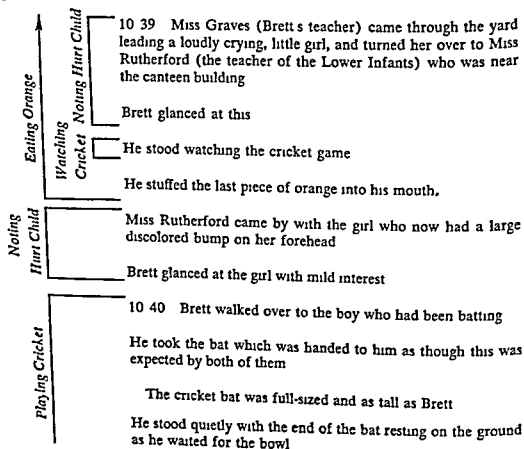 Eating Orange
Noting Hurt Child
10 39 Miss Graves (Brett s teacher) came through the yard
leading a loudly crying, little girl, and turned her over to Miss
Rutherford (the teacher of the Lower Infants) who was near
the canteen building
Brett glanced at this
Watching
Cricket
He stood watching the cricket game
He stuffed the last piece of orange into his mouth.
Noting
Hurt Child
Miss Rutherford came by with the girl who now had a large
discolored bump on her forehead
Brett glanced at the girl with mild interest
Playing Cricket
10 40 Brett walked over to the boy who had been batting
He took the bat which was handed to him as though this was
expected by both of them
The cricket bat was full-sized and as tall as Brett
He stood quietly with the end of the bat resting on the ground
as he waited for the bowl